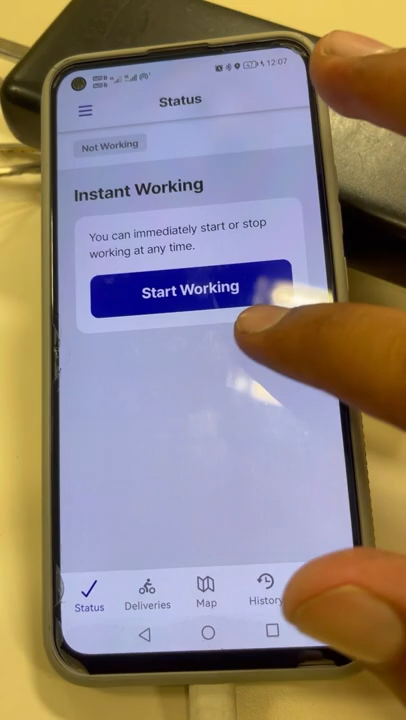 12:07
Status
Not Working
Instant Working
You can immediately start or stop
working at any time.
Start Working
Status
Deliveries
Map
History